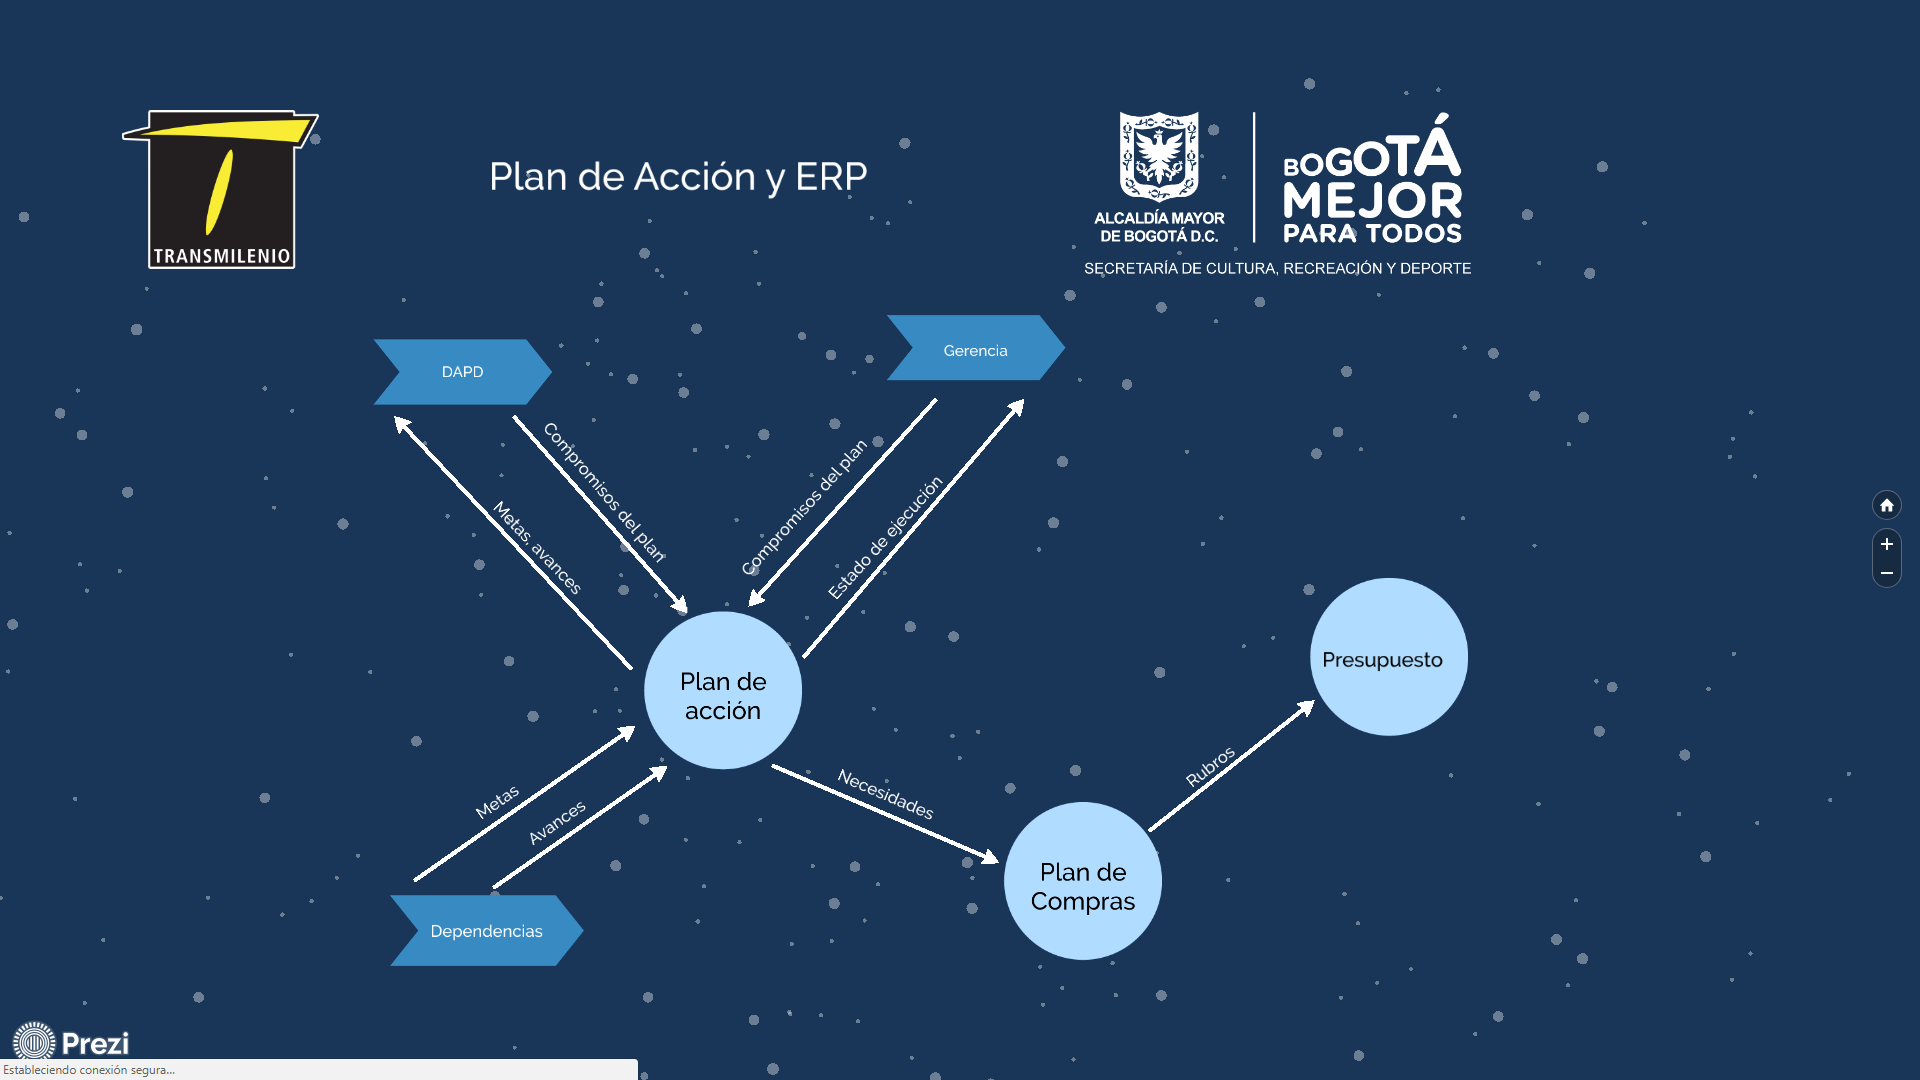 TRANSMILENIO
Plan de Acción y ERP
ALCALDÍA MAYOR
DE BOGOTÁ D.C.
BOGOTÁ
MEJOR
PARA TODOS
SECRETARÍA DE CULTURA, RECREACIÓN Y DEPORTE
DAPD
Gerencia
Compromisos del plan
Metas, avances
Compromisos del plan
Estado de ejecución
Plan de
acción
Presupuesto
Metas
Avances
Necesidades
Rubros
Plan de
Compras
Dependencias
Prezi
Estableciendo conexión segura...